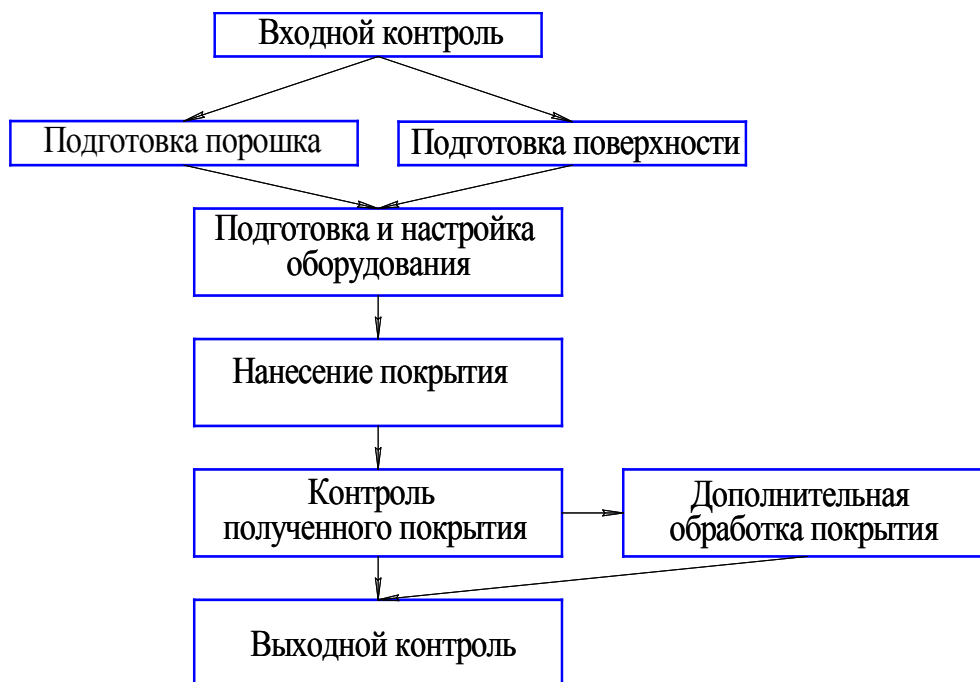 Входной контроль
Подготовка порошка
Подготовка поверхности
Подготовка и настройка
оборудования
Нанесение покрытия
Контроль
полученного покрытия
Дополнительная
обработка покрытия
Выходной контроль